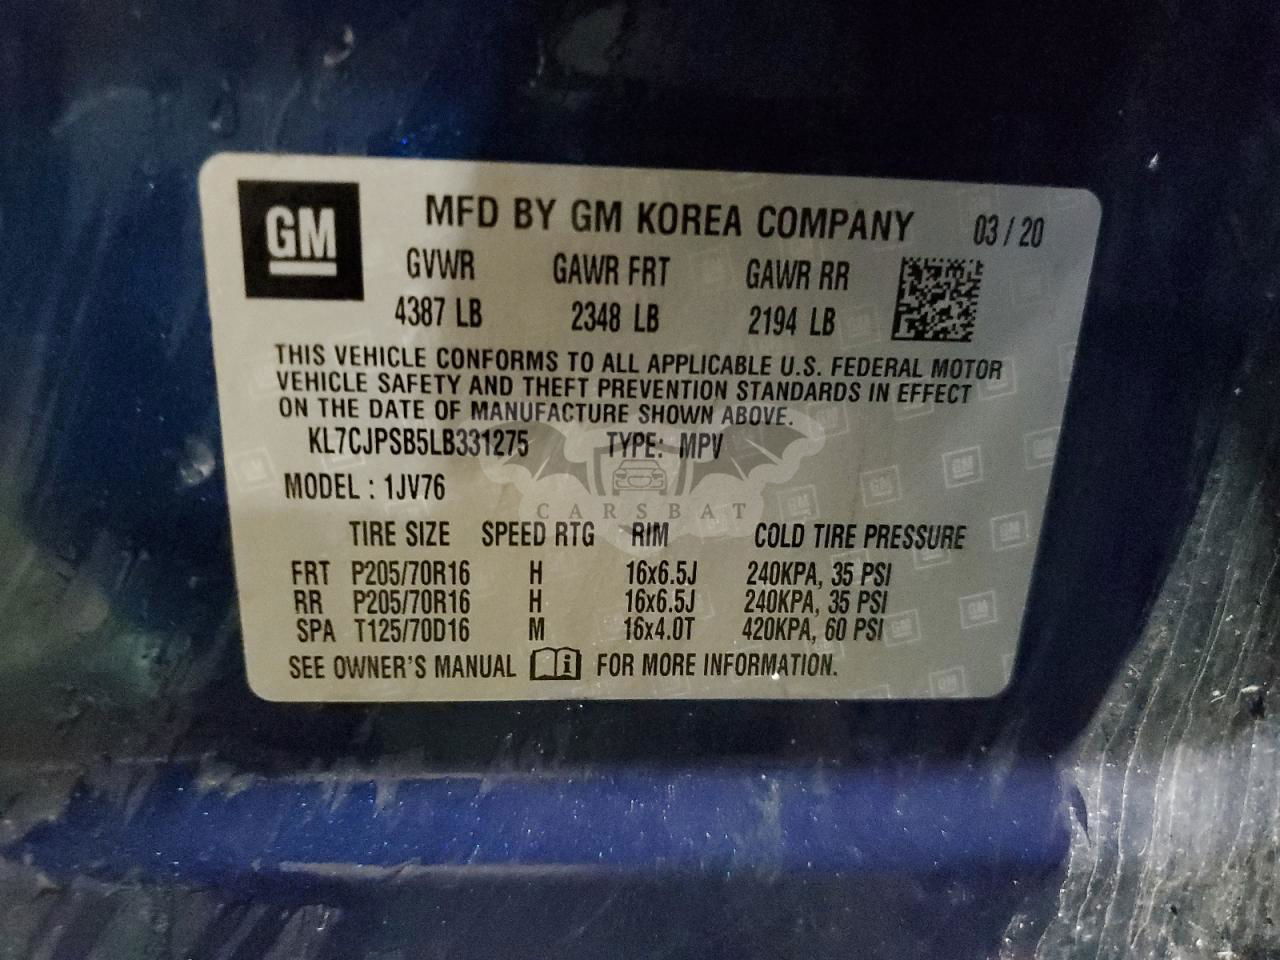 GM
MFD BY GM KOREA COMPANY 03/20
GVWR GAWR FRT GAWR RR
4387 LB 2348 LB 2194 LB
THIS VEHICLE CONFORMS TO ALL APPLICABLE U.S. FEDERAL MOTOR
VEHICLE SAFETY AND THEFT PREVENTION STANDARDS IN EFFECT
ON THE DATE OF MANUFACTURE SHOWN ABOVE.
KL7CJPSB5LB331275 TYPE: MPV
MODEL : 1JV76
CARSBAT
TIRE SIZE SPEED RTG RIM COLD TIRE PRESSURE
FRT P205/70R16 H 16x6.5J 240KPA, 35 PSI
RR P205/70R16 H 16x6.5J 240KPA, 35 PSI
SPA T125/70D16 M 16x4.0T 420KPA, 60 PSI
SEE OWNER'S MANUAL i FOR MORE INFORMATION.